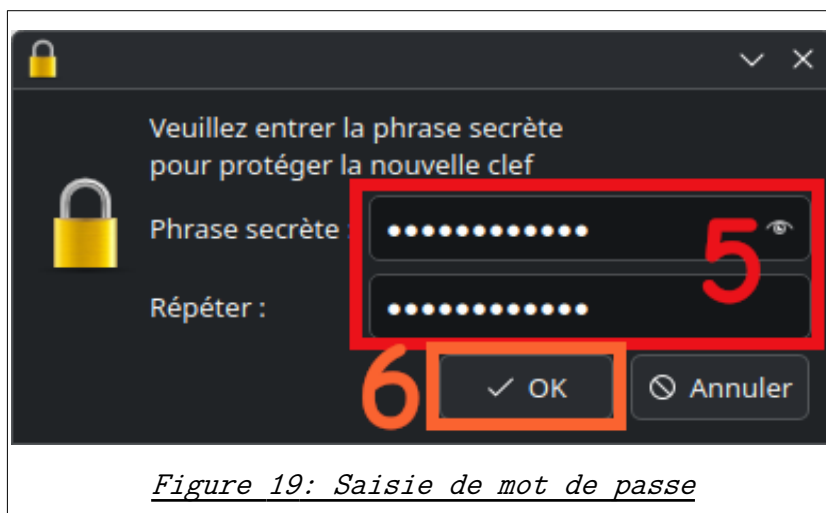 Veuillez entrer la phrase secrète
pour protéger la nouvelle clef
Phrase secrète : ●●●●●●●●●●●● 5
Répéter : ●●●●●●●●●●●●
6 OK Annuler
Figure 19: Saisie de mot de passe